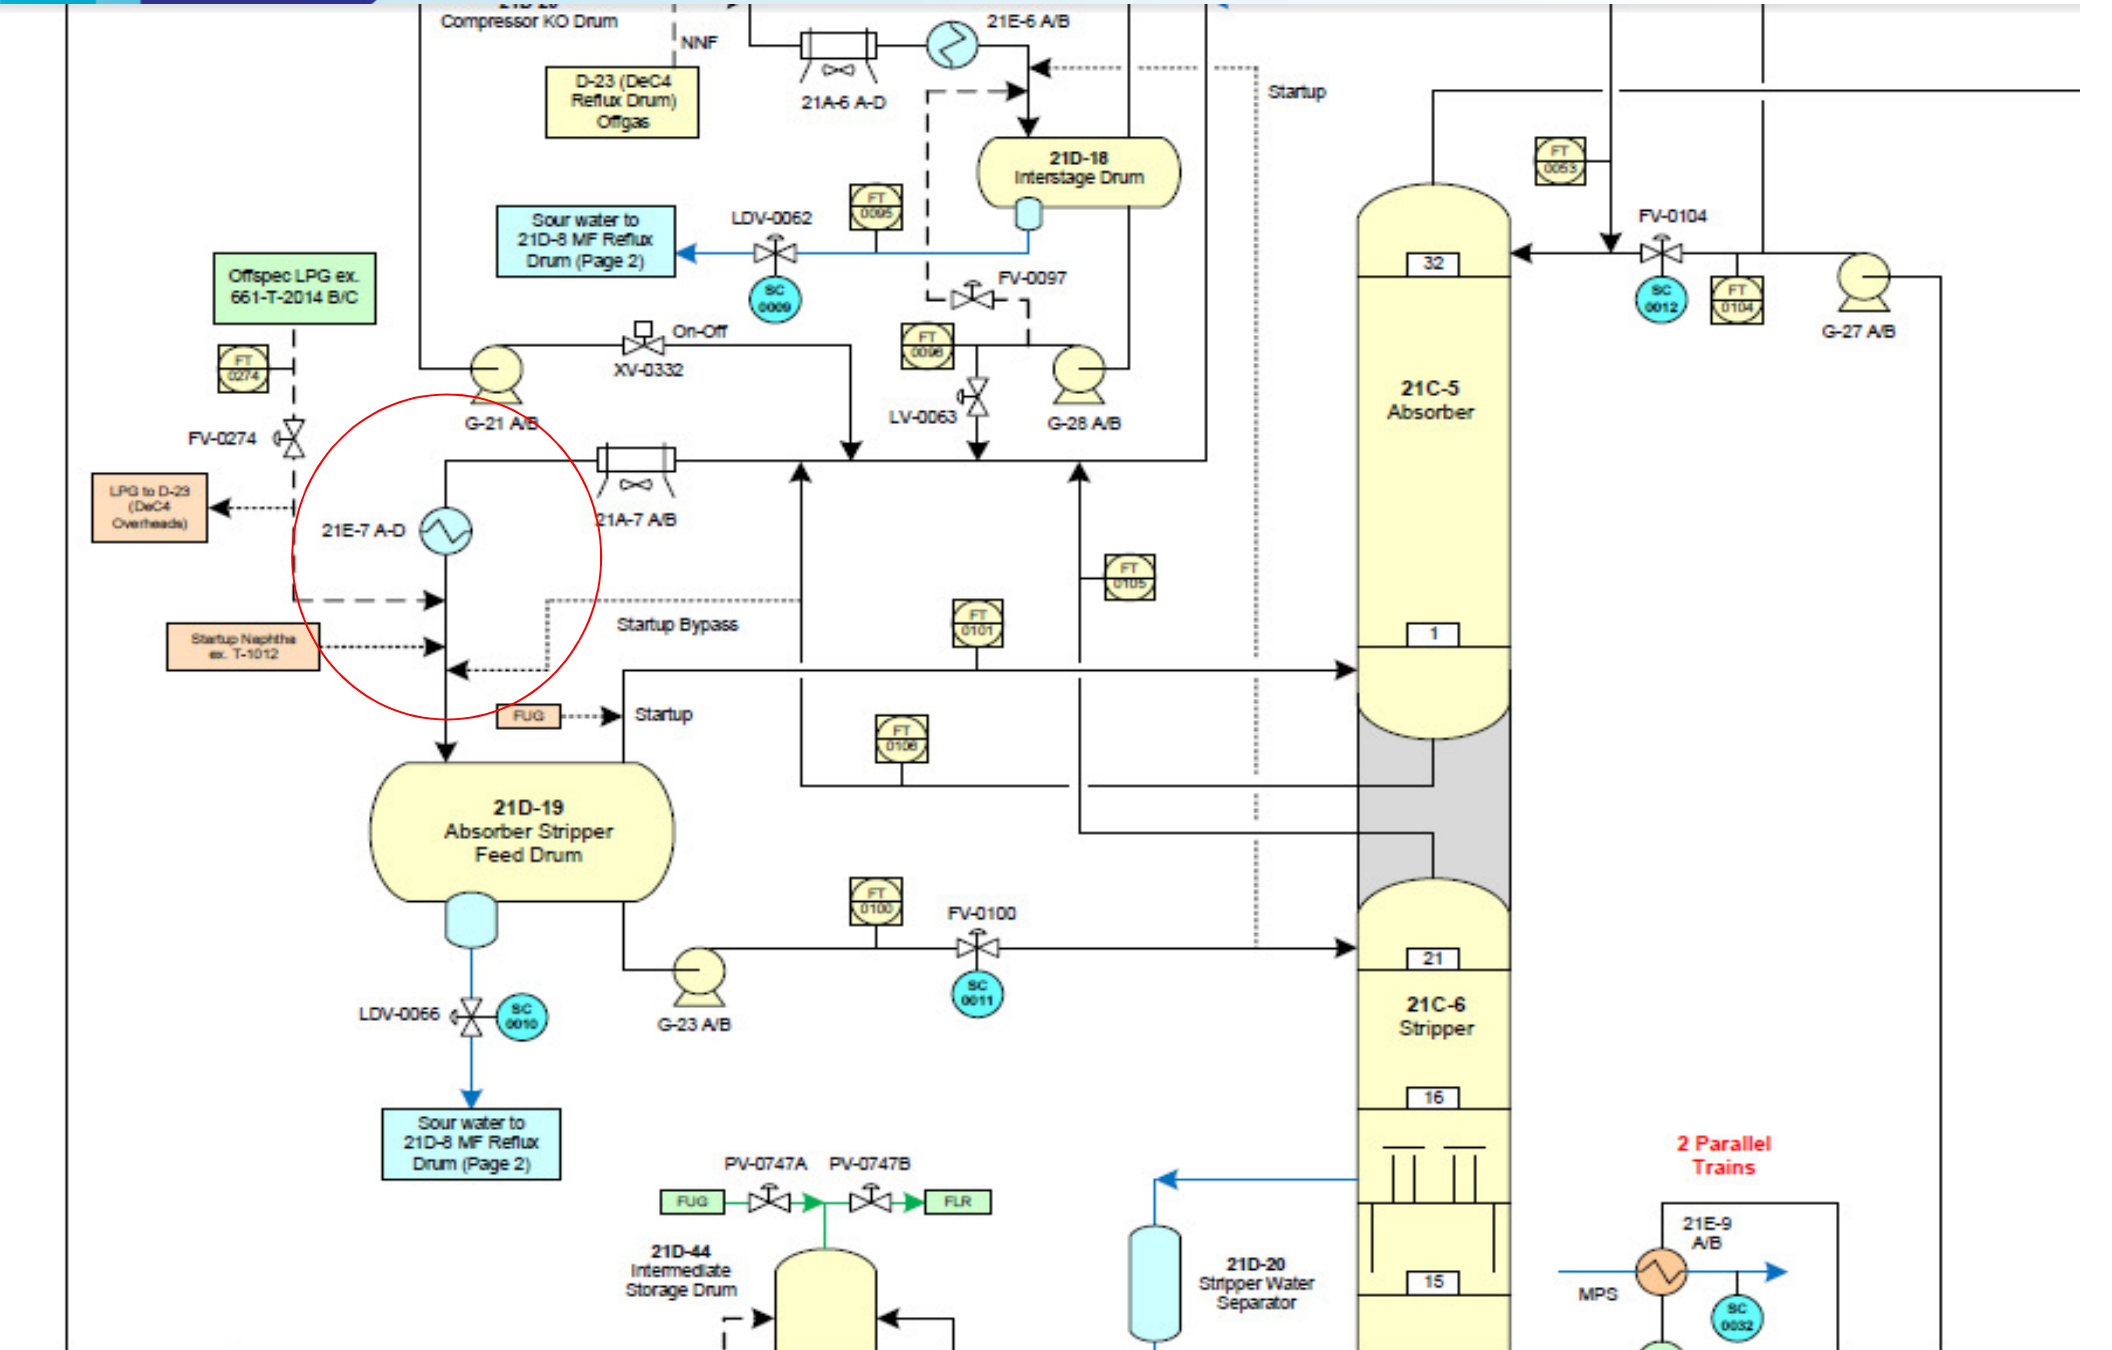 Compressor KO Drum
NNF
21E-6 A/B
D-23 (DeC4
Reflux Drum)
Offgas
21A-6 A-D
Startup
21D-18
Interstage Drum
FT
0053
FT
0095
LDV-0062
Sour water to
21D-8 MF Reflux
Drum (Page 2)
FV-0104
32
SC
0009
FV-0097
Offspec LPG ex.
661-T-2014 B/C
SC
0012
FT
0104
G-27 A/B
On-Off
XV-0332
FT
0274
21C-5
Absorber
LV-0063
G-21 A/B
G-28 A/B
FV-0274
LPG to D-23
(DeC4
Overheads)
21E-7 A-D
21A-7 A/B
FT
0105
FT
0101
Startup Bypass
1
Startup Naphtha
ex. T-1012
FUG
Startup
FT
0106
21D-19
Absorber Stripper
Feed Drum
FT
0100
FV-0100
21
SC
0011
21C-6
Stripper
LDV-0066
SC
0010
G-23 A/B
16
Sour water to
21D-8 MF Reflux
Drum (Page 2)
2 Parallel
Trains
PV-0747A
PV-0747B
FUG
FLR
21E-9
A/B
21D-44
Intermediate
Storage Drum
21D-20
Stripper Water
Separator
15
MPS
SC
0032